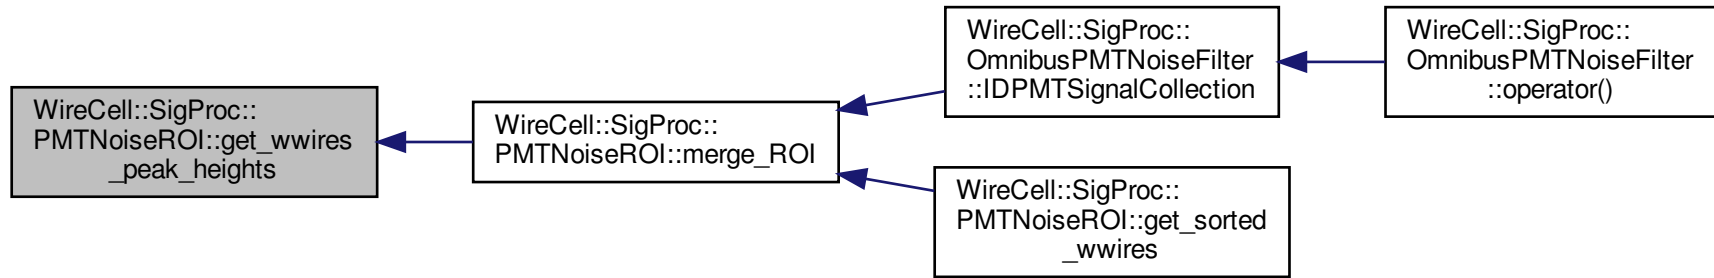 WireCell::SigProc::
PMTNoiseROI::get_wwires
_peak_heights
WireCell::SigProc::
PMTNoiseROI::merge_ROI
WireCell::SigProc::
OmnibusPMTNoiseFilter
::IDPMTSignalCollection
WireCell::SigProc::
OmnibusPMTNoiseFilter
::operator()
WireCell::SigProc::
PMTNoiseROI::get_sorted
_wwires